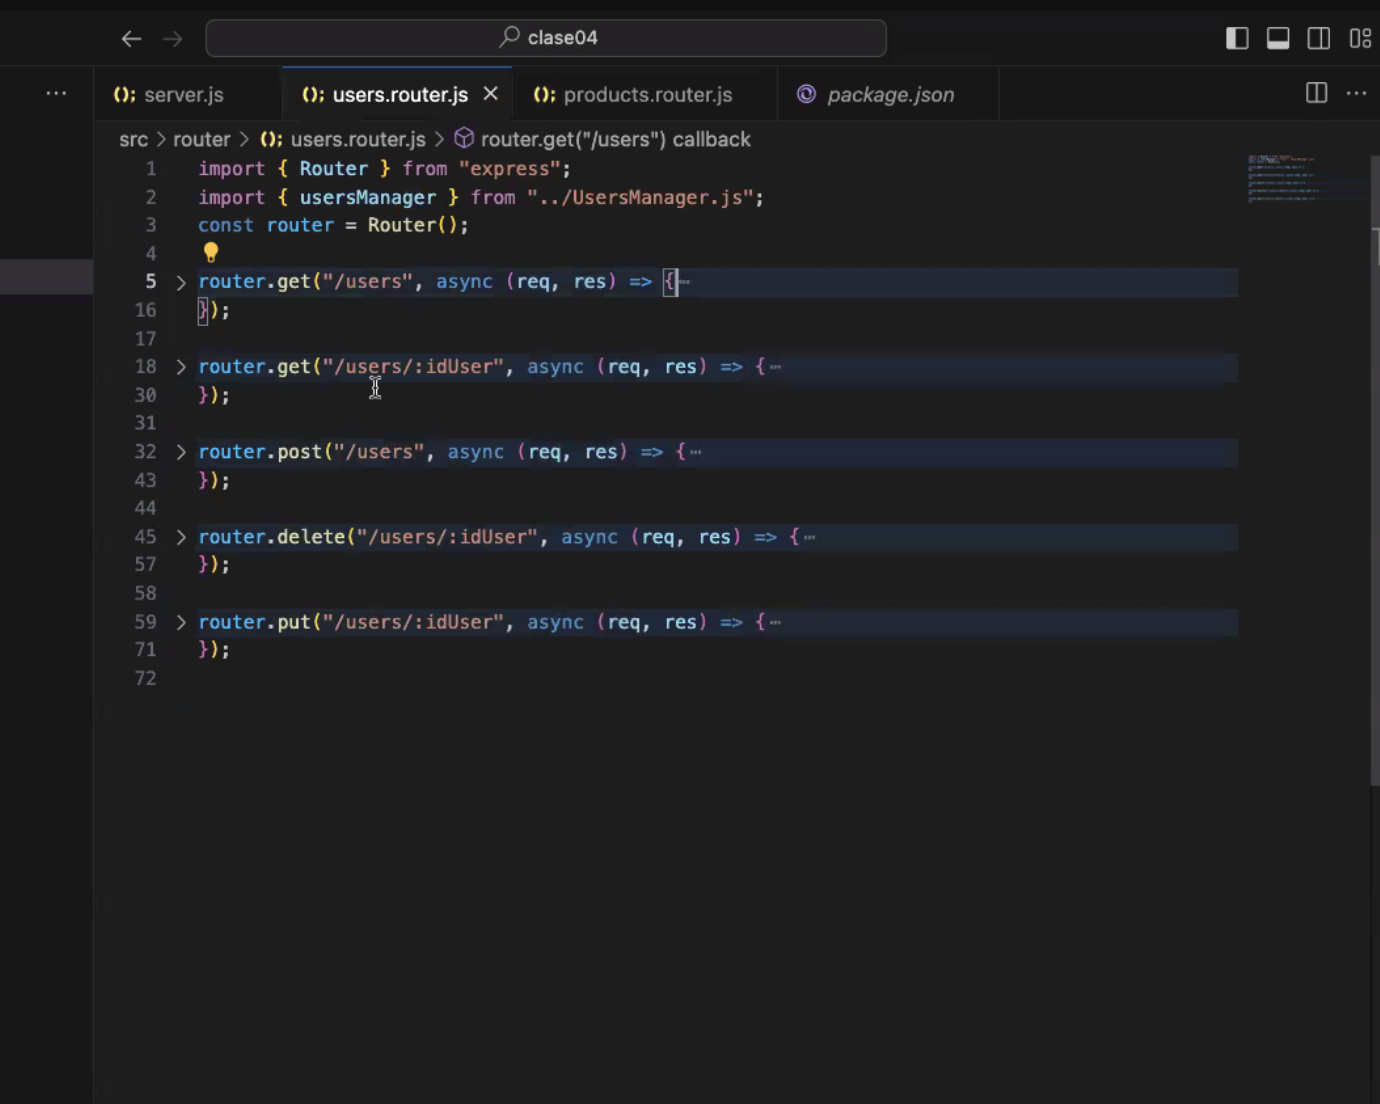 clase04
server.js
users.router.js
products.router.js
package.json
src > router > users.router.js > router.get("/users") callback
1 import { Router } from "express";
2 import { usersManager } from "../UsersManager.js";
3 const router = Router();
4
5 router.get("/users", async (req, res) => {⋯
16 });
17
18 router.get("/users/:idUser", async (req, res) => {⋯
30 });
31
32 router.post("/users", async (req, res) => {⋯
43 });
44
45 router.delete("/users/:idUser", async (req, res) => {⋯
57 });
58
59 router.put("/users/:idUser", async (req, res) => {⋯
71 });
72